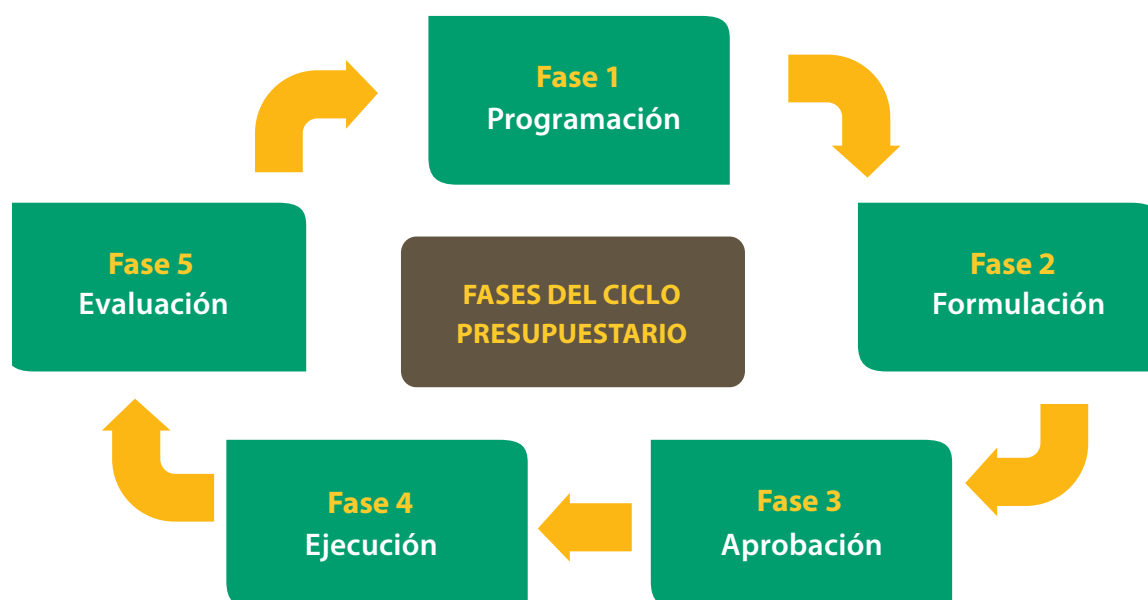 Fase 1
Programación
Fase 2
Formulación
Fase 3
Aprobación
Fase 4
Ejecución
Fase 5
Evaluación
FASES DEL CICLO
PRESUPUESTARIO